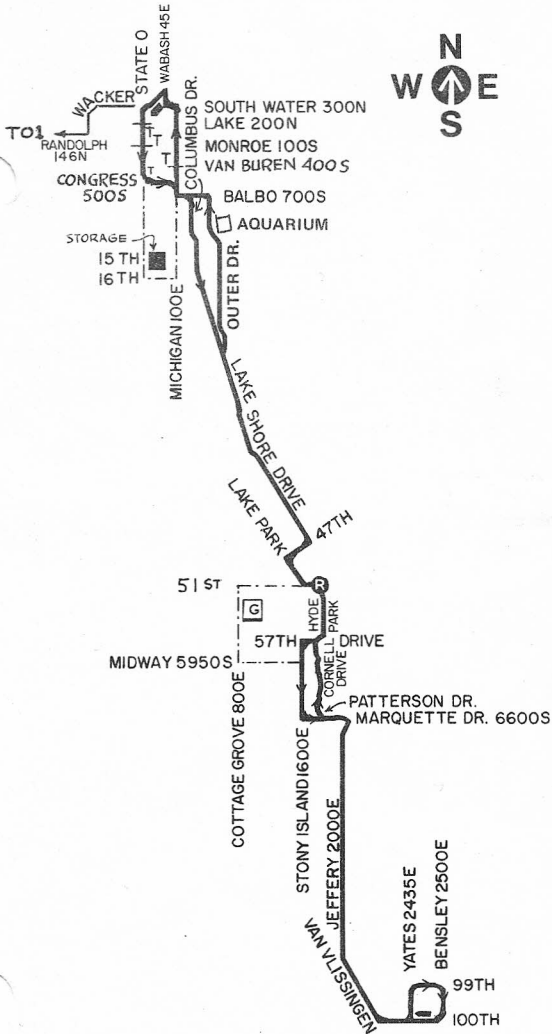 N
W E
S
STATE 0
WABASH 45E
WACKER
TO1
RANDOLPH
146N
COLUMBUS DR.
SOUTH WATER 300N
LAKE 200N
MONROE 100S
VAN BUREN 400S
T
T
T
T
CONGRESS
500S
BALBO 700S
AQUARIUM
STORAGE
15TH
16TH
MICHIGAN 100E
OUTER DR.
LAKE SHORE DRIVE
LAKE PARK
47TH
51ST
R
G
HYDE
PARK
57TH
DRIVE
MIDWAY 5950S
CORNELL
DRIVE
PATTERSON DR.
MARQUETTE DR. 6600S
COTTAGE GROVE 800E
STONY ISLAND 1600E
JEFFERY 2000E
VAN VLISSINGEN
YATES 2435E
BENSLEY 2500E
99TH
100TH